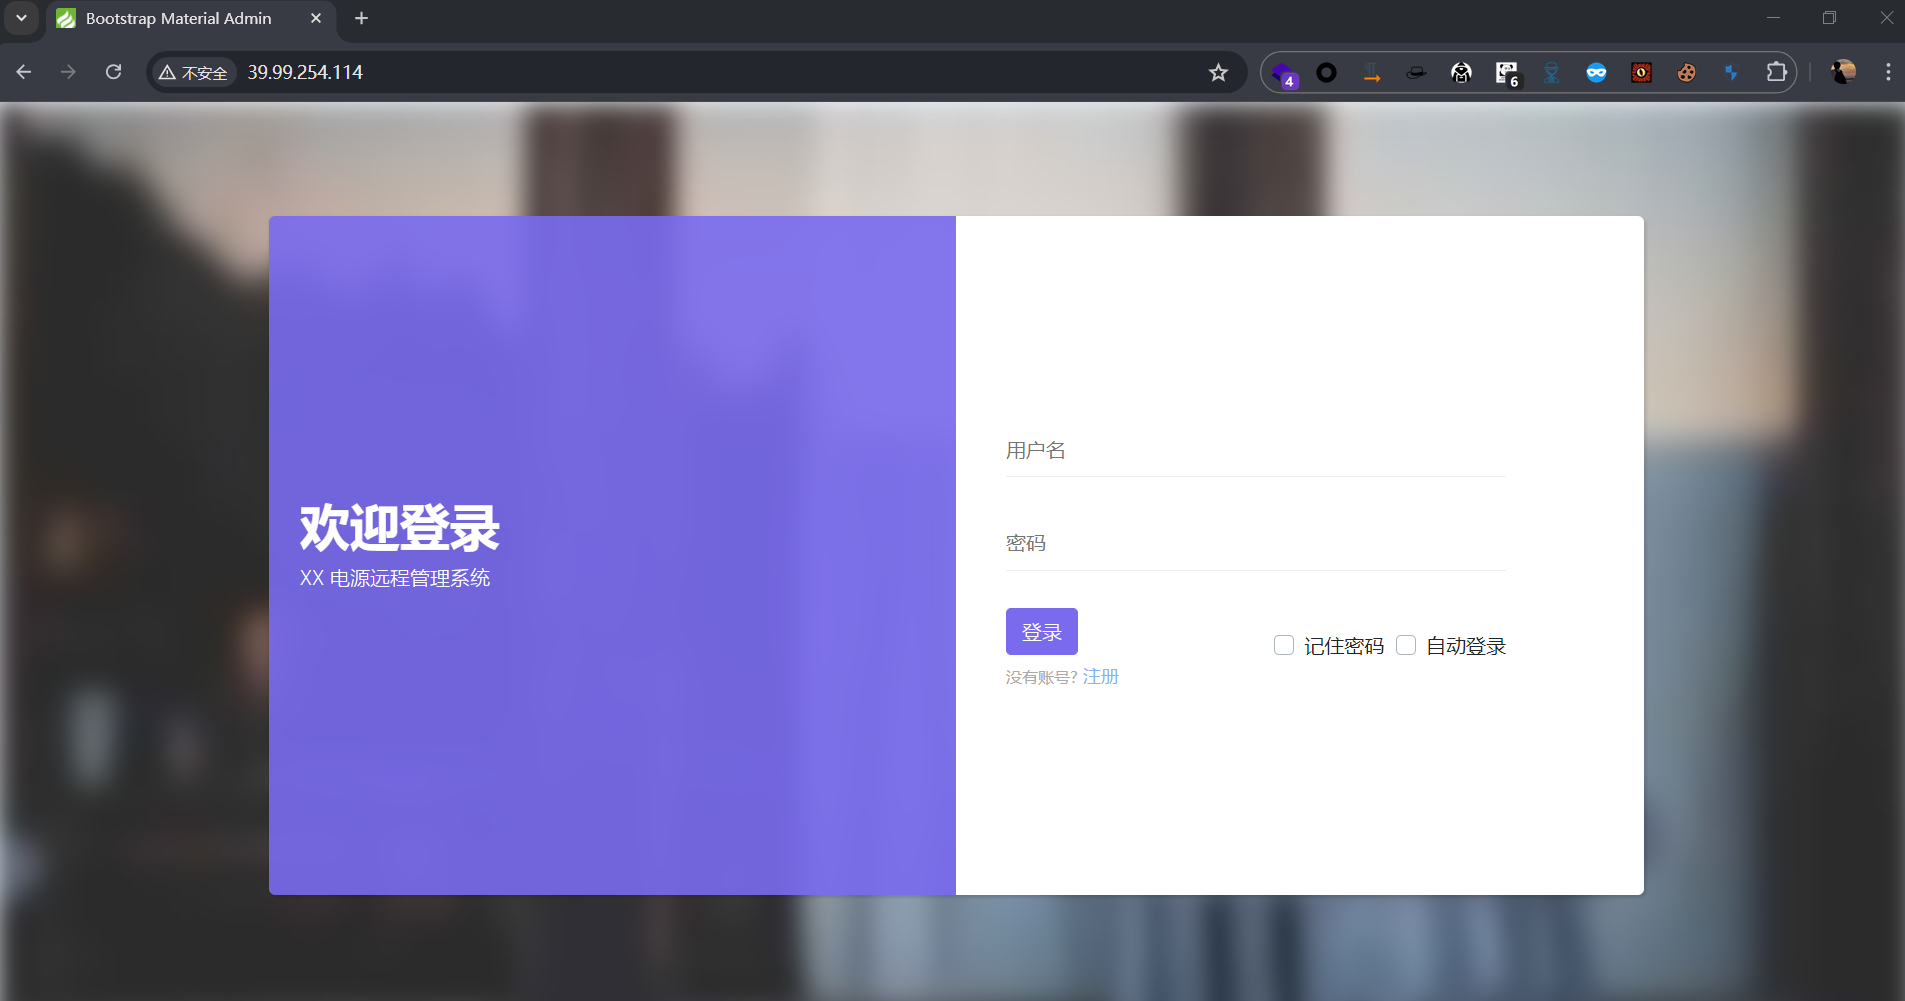 Bootstrap Material Admin
不安全
39.99.254.114
4
6
欢迎登录
XX 电源远程管理系统
用户名
密码
登录
记住密码
自动登录
没有账号? 注册